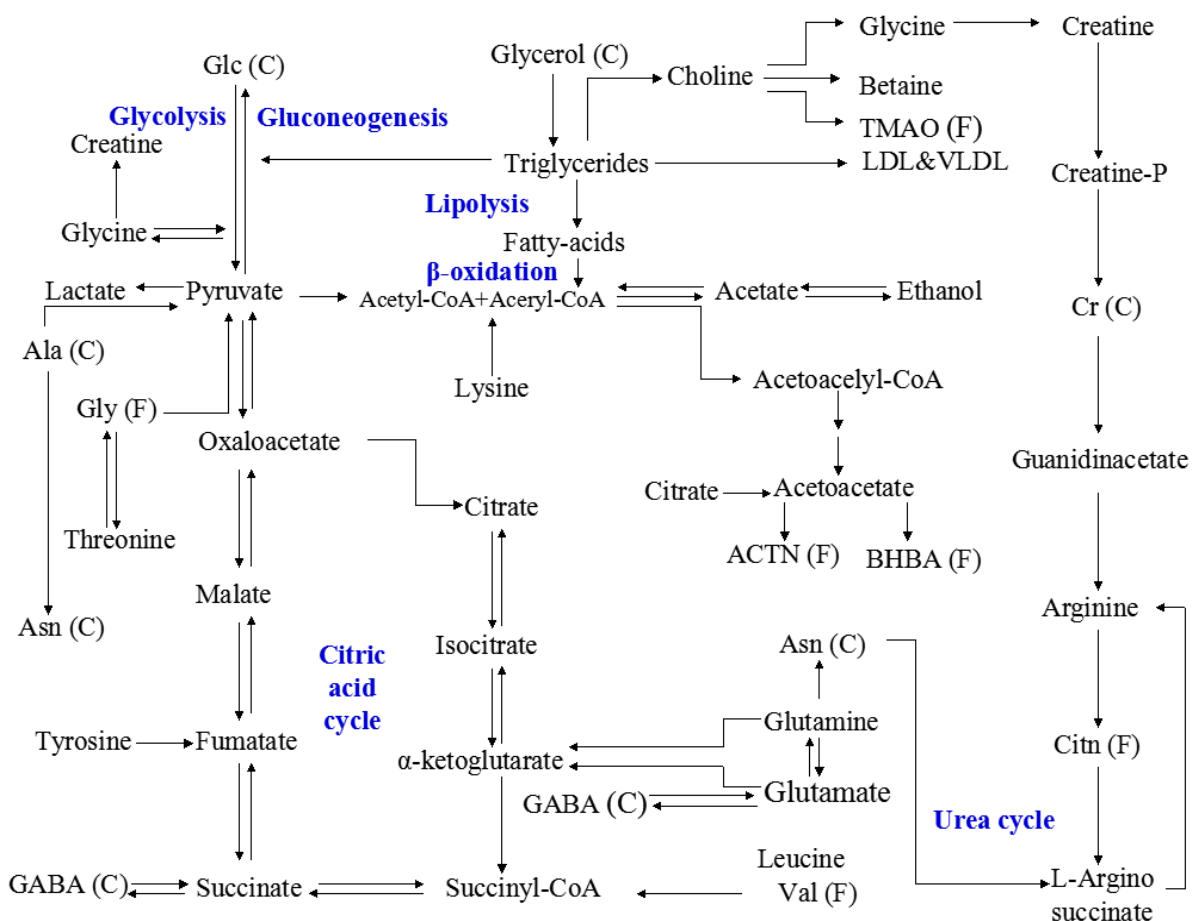 Glycine
Creatine
Glc (C)
Glycerol (C)
Choline
Betaine
Glycolysis
Gluconeogenesis
TMAO (F)
Creatine
Triglycerides
LDL&VLDL
Creatine-P
Lipolysis
Glycine
Fatty-acids
β-oxidation
Lactate
Pyruvate
Acetyl-CoA+Aceryl-CoA
Acetate
Ethanol
Cr (C)
Ala (C)
Lysine
Acetoacelyl-CoA
Gly (F)
Oxaloacetate
Guanidinacetate
Citrate
Citrate
Acetoacetate
Threonine
ACTN (F)
BHBA (F)
Malate
Arginine
Asn (C)
Isocitrate
Asn (C)
Citric
acid
cycle
Glutamine
Tyrosine
Fumatate
α-ketoglutarate
Citn (F)
GABA (C)
Glutamate
Urea cycle
Leucine
GABA (C)
Succinate
Succinyl-CoA
Val (F)
L-Argino
succinate